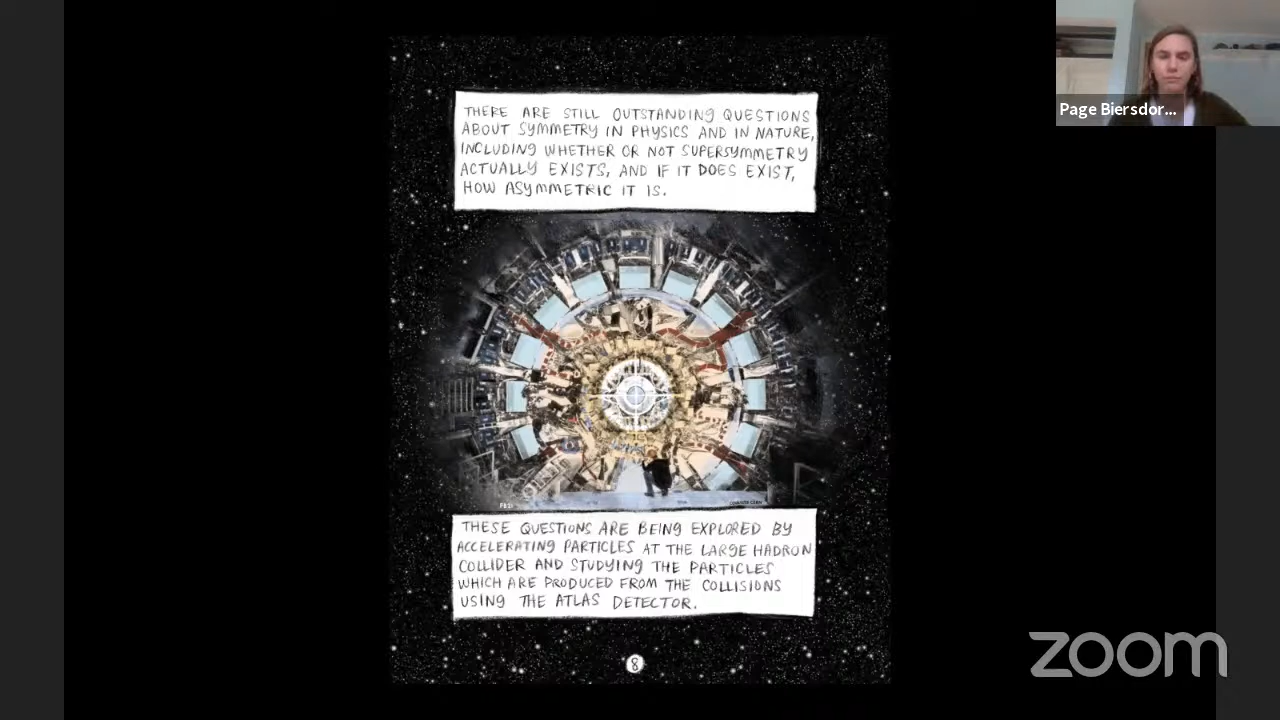 THERE ARE STILL OUTSTANDING QUESTIONS
ABOUT SYMMETRY IN PHYSICS AND IN NATURE,
INCLUDING WHETHER OR NOT SUPERSYMMETRY
ACTUALLY EXISTS, AND IF IT DOES EXIST,
HOW ASYMMETRIC IT IS.
Page Biersdor...
THESE QUESTIONS ARE BEING EXPLORED BY
ACCELERATING PARTICLES AT THE LARGE HADRON
COLLIDER AND STUDYING THE PARTICLES
WHICH ARE PRODUCED FROM THE COLLISIONS
USING THE ATLAS DETECTOR.
8
zoom